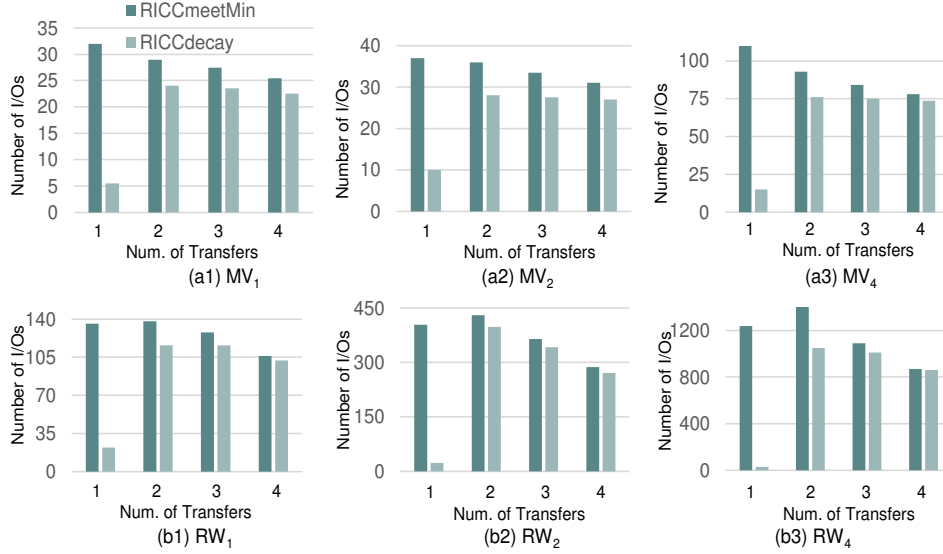 RICCmeetMin
RICCdecay
Number of I/Os
35
30
25
20
15
10
5
0
1 2 3 4
Num. of Transfers
(a1) MV₁
Number of I/Os
40
30
20
10
0
1 2 3 4
Num. of Transfers
(a2) MV₂
Number of I/Os
100
75
50
25
0
1 2 3 4
Num. of Transfers
(a3) MV₄
Number of I/Os
140
105
70
35
0
1 2 3 4
Num. of Transfers
(b1) RW₁
Number of I/Os
450
300
150
0
1 2 3 4
Num. of Transfers
(b2) RW₂
Number of I/Os
1200
800
400
0
1 2 3 4
Num. of Transfers
(b3) RW₄